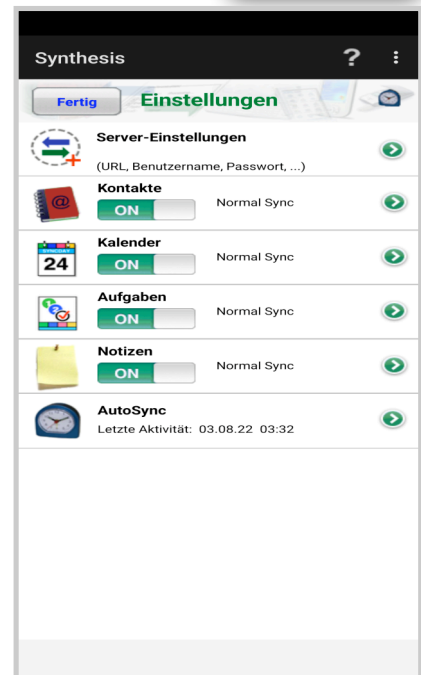 Synthesis ?
Fertig Einstellungen
Server-Einstellungen
(URL, Benutzername, Passwort, ...)
Kontakte
@
ON Normal Sync
Kalender
24
ON Normal Sync
Aufgaben
ON Normal Sync
Notizen
ON Normal Sync
AutoSync
Letzte Aktivität: 03.08.22 03:32